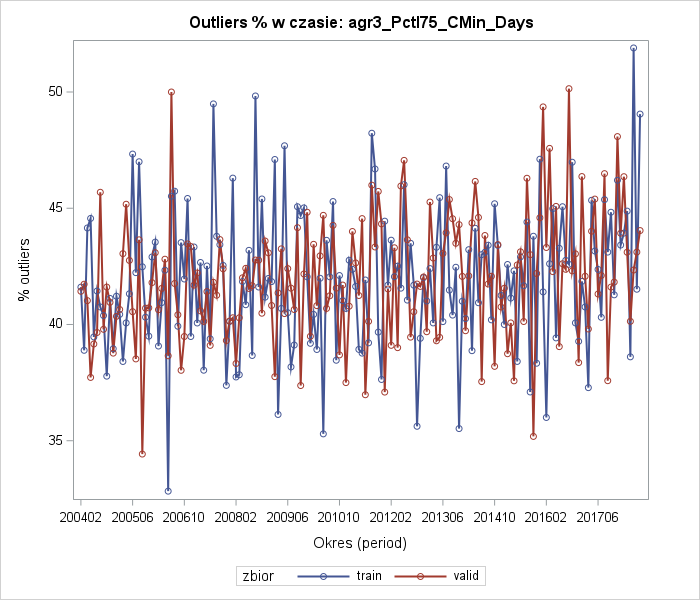 Outliers % w czasie: agr3_Pctl75_CMin_Days
% outliers
50
45
40
35
200402 200506 200610 200802 200906 201010 201202 201306 201410 201602 201706
Okres (period)
zbior train valid